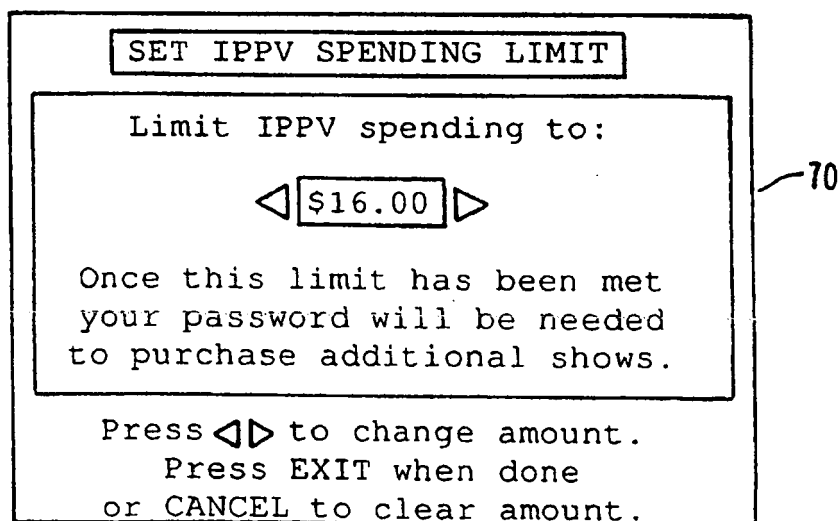 SET IPPV SPENDING LIMIT
Limit IPPV spending to:
$16.00
70
Once this limit has been met
your password will be needed
to purchase additional shows.
Press ◁▷ to change amount.
Press EXIT when done
or CANCEL to clear amount.